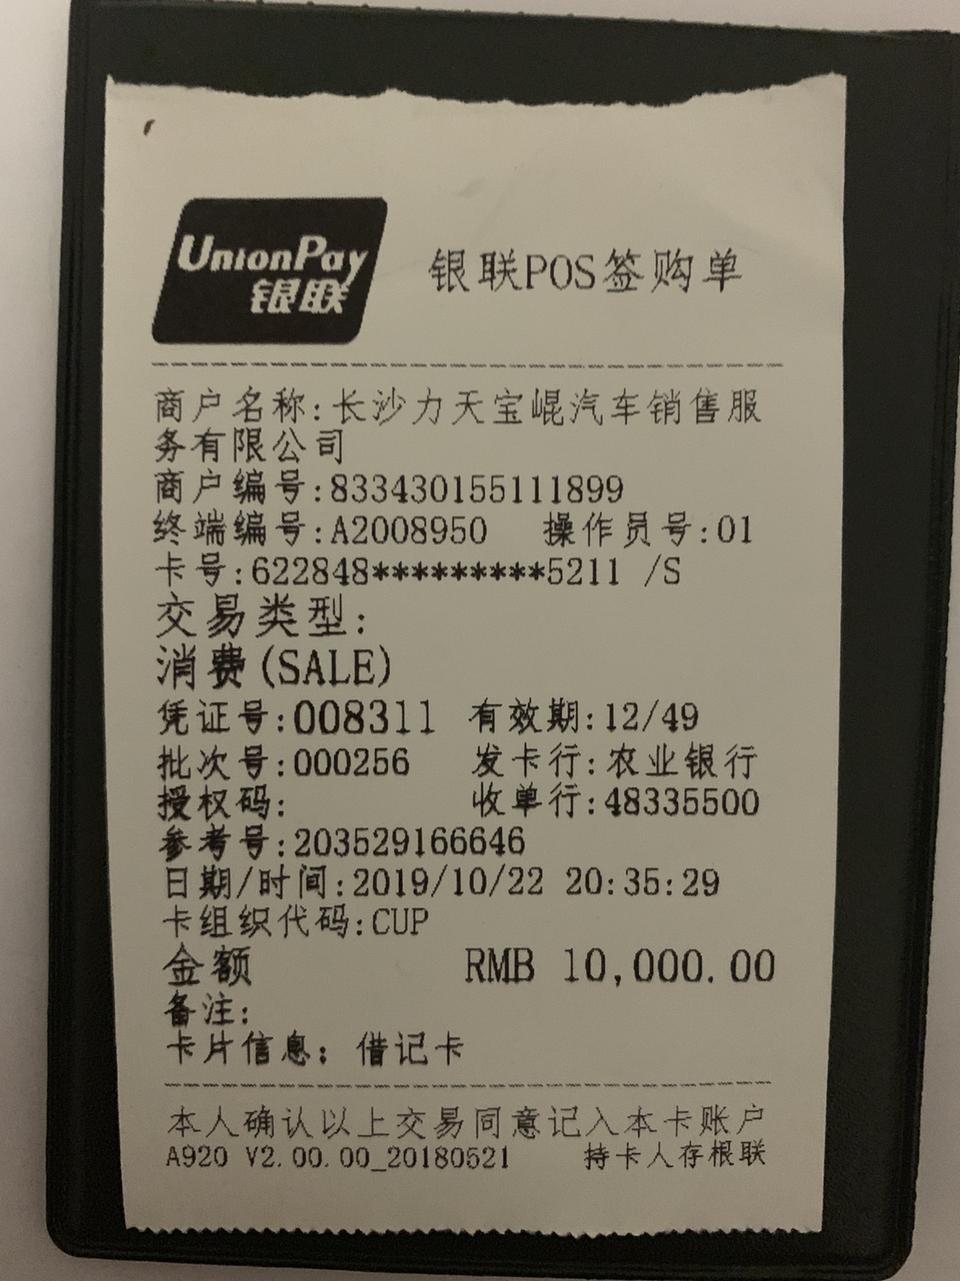 UnionPay
银联
银联POS签购单
商户名称:长沙力天宝崐汽车销售服
务有限公司
商户编号:833430155111899
终端编号:A2008950 操作员号:01
卡号:622848*********5211 /S
交易类型:
消费(SALE)
凭证号:008311 有效期:12/49
批次号:000256 发卡行:农业银行
授权码: 收单行:48335500
参考号:203529166646
日期/时间:2019/10/22 20:35:29
卡组织代码:CUP
金额 RMB 10,000.00
备注:
卡片信息：借记卡
本人确认以上交易同意记入本卡账户
A920 V2.00.00_20180521 持卡人存根联